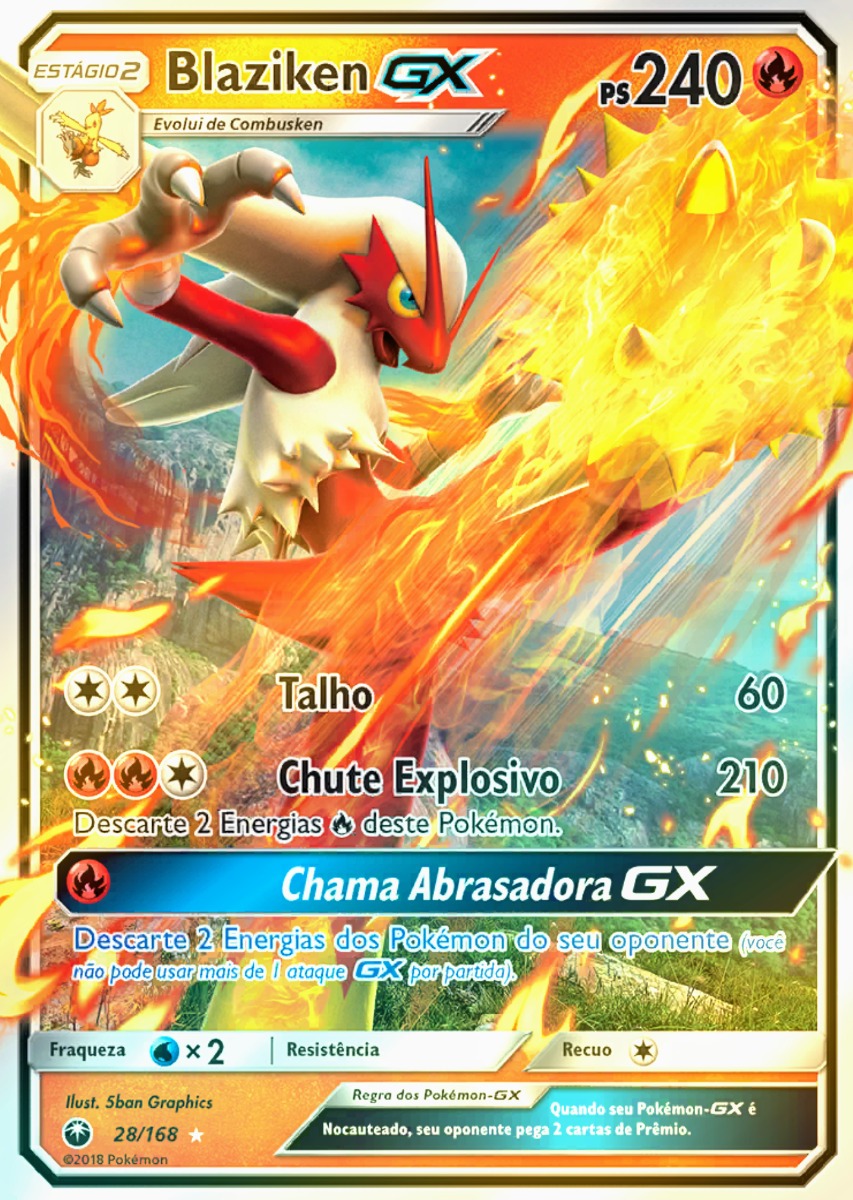 ESTÁGIO 2 Blaziken GX PS 240
Evolui de Combusken
Talho 60
Chute Explosivo 210
Descarte 2 Energias deste Pokémon.
Chama Abrasadora GX
Descarte 2 Energias dos Pokémon do seu oponente (você
não pode usar mais de 1 ataque GX por partida).
Fraqueza ×2 Resistência Recuo
Ilust. 5ban Graphics
28/168
©2018 Pokémon
Regra dos Pokémon-GX
Quando seu Pokémon-GX é
Nocauteado, seu oponente pega 2 cartas de Prêmio.